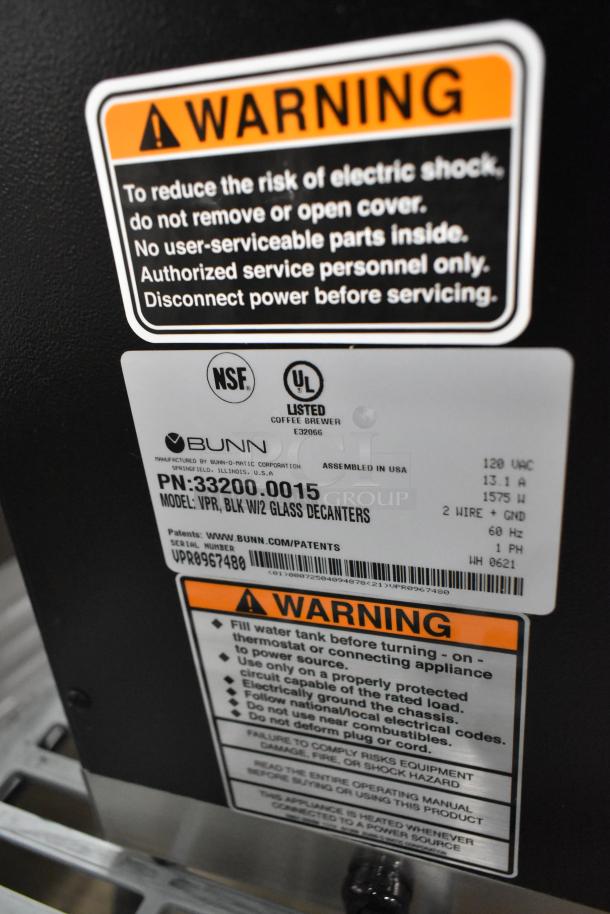 WARNING
To reduce the risk of electric shock,
do not remove or open cover.
No user-serviceable parts inside.
Authorized service personnel only.
Disconnect power before servicing.
NSF®
UL
LISTED
COFFEE BREWER
E32066
BUNN
MANUFACTURED BY BUNN-O-MATIC CORPORATION
SPRINGFIELD, ILLINOIS, U.S.A
ASSEMBLED IN USA
PN:33200.0015
MODEL: VPR, BLK W/2 GLASS DECANTERS
120 VAC
13.1 A
1575 W
2 WIRE + GND
60 Hz
1 PH
WH 0621
Patents: WWW.BUNN.COM/PATENTS
SERIAL NUMBER
VPR0967480
(01)00072504094878(21)VPR0967480
GROUP
WARNING
◆ Fill water tank before turning - on -
thermostat or connecting appliance
to power source.
◆ Use only on a properly protected
circuit capable of the rated load.
◆ Electrically ground the chassis.
◆ Follow national/local electrical codes.
◆ Do not use near combustibles.
◆ Do not deform plug or cord.
FAILURE TO COMPLY RISKS EQUIPMENT
DAMAGE, FIRE, OR SHOCK HAZARD
READ THE ENTIRE OPERATING MANUAL
BEFORE BUYING OR USING THIS PRODUCT
THIS APPLIANCE IS HEATED WHENEVER
CONNECTED TO A POWER SOURCE